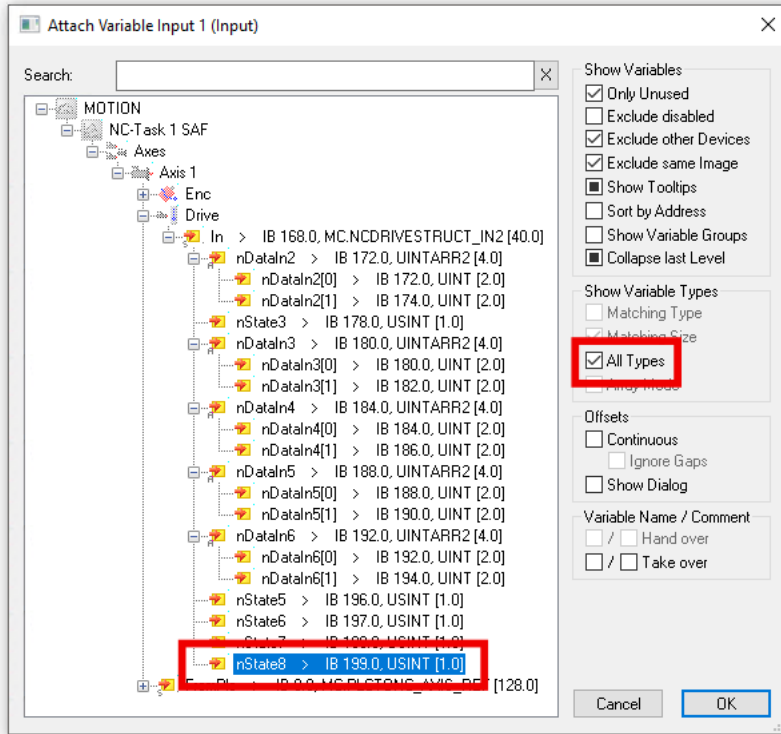 Attach Variable Input 1 (Input)
Search:
X
MOTION
NC-Task 1 SAF
Axes
Axis 1
Enc
Drive
In > IB 168.0, MC.NCDRIVESTRUCT_IN2 [40.0]
nDataIn2 > IB 172.0, UINTARR2 [4.0]
nDataIn2[0] > IB 172.0, UINT [2.0]
nDataIn2[1] > IB 174.0, UINT [2.0]
nState3 > IB 178.0, USINT [1.0]
nDataIn3 > IB 180.0, UINTARR2 [4.0]
nDataIn3[0] > IB 180.0, UINT [2.0]
nDataIn3[1] > IB 182.0, UINT [2.0]
nDataIn4 > IB 184.0, UINTARR2 [4.0]
nDataIn4[0] > IB 184.0, UINT [2.0]
nDataIn4[1] > IB 186.0, UINT [2.0]
nDataIn5 > IB 188.0, UINTARR2 [4.0]
nDataIn5[0] > IB 188.0, UINT [2.0]
nDataIn5[1] > IB 190.0, UINT [2.0]
nDataIn6 > IB 192.0, UINTARR2 [4.0]
nDataIn6[0] > IB 192.0, UINT [2.0]
nDataIn6[1] > IB 194.0, UINT [2.0]
nState5 > IB 196.0, USINT [1.0]
nState6 > IB 197.0, USINT [1.0]
nState7 > IB 198.0, USINT [1.0]
nState8 > IB 199.0, USINT [1.0]
[128.0]
Show Variables
Only Unused
Exclude disabled
Exclude other Devices
Exclude same Image
Show Tooltips
Sort by Address
Show Variable Groups
Collapse last Level
Show Variable Types
Matching Type
Matching Size
All Types
Array Mode
Offsets
Continuous
Ignore Gaps
Show Dialog
Variable Name / Comment
/ Hand over
/ Take over
Cancel
OK